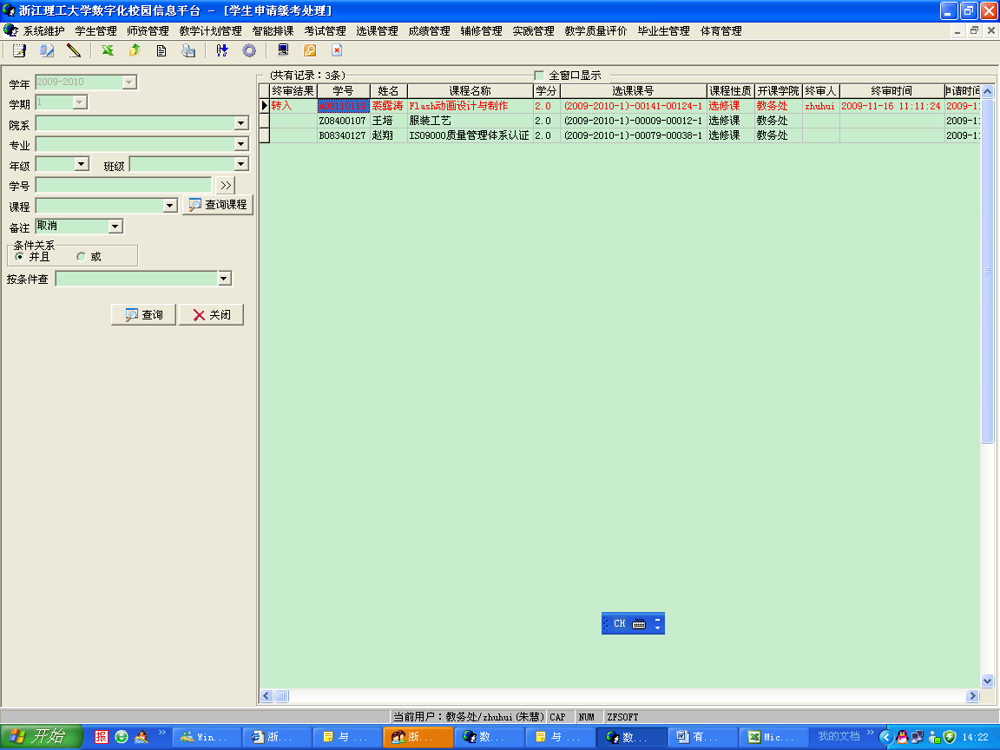 浙江理工大学数字化校园信息平台 - [学生申请缓考处理]
系统维护 学生管理 师资管理 教学计划管理 智能排课 考试管理 选课管理 成绩管理 辅修管理 实践管理 教学质量评价 毕业生管理 体育管理
学年 2009-2010
学期 1
院系
专业
年级 班级
学号 >>
课程 查询课程
备注 取消
条件关系
并且 或
按条件查
查询 关闭
(共有记录：3条) 全窗口显示
终审结果 学号 姓名 课程名称 学分 选课课号 课程性质 开课学院 终审人 终审时间 申请时间
转入 裘露涛 Flash动画设计与制作 2.0 (2009-2010-1)-00141-00124-1 选修课 教务处 zhuhui 2009-11-16 11:11:24 2009-1
Z08400107 王培 服装工艺 2.0 (2009-2010-1)-00009-00012-1 选修课 教务处 2009-1
B08340127 赵翔 ISO9000质量管理体系认证 2.0 (2009-2010-1)-00079-00038-1 选修课 教务处 2009-1
CH
当前用户：教务处/zhuhui(朱慧) CAP NUM ZFSOFT
开始 报 » Win... 浙... 与 ... 浙... 数... 与 ... 数... 有... Mic... 我的文档 » 14:22